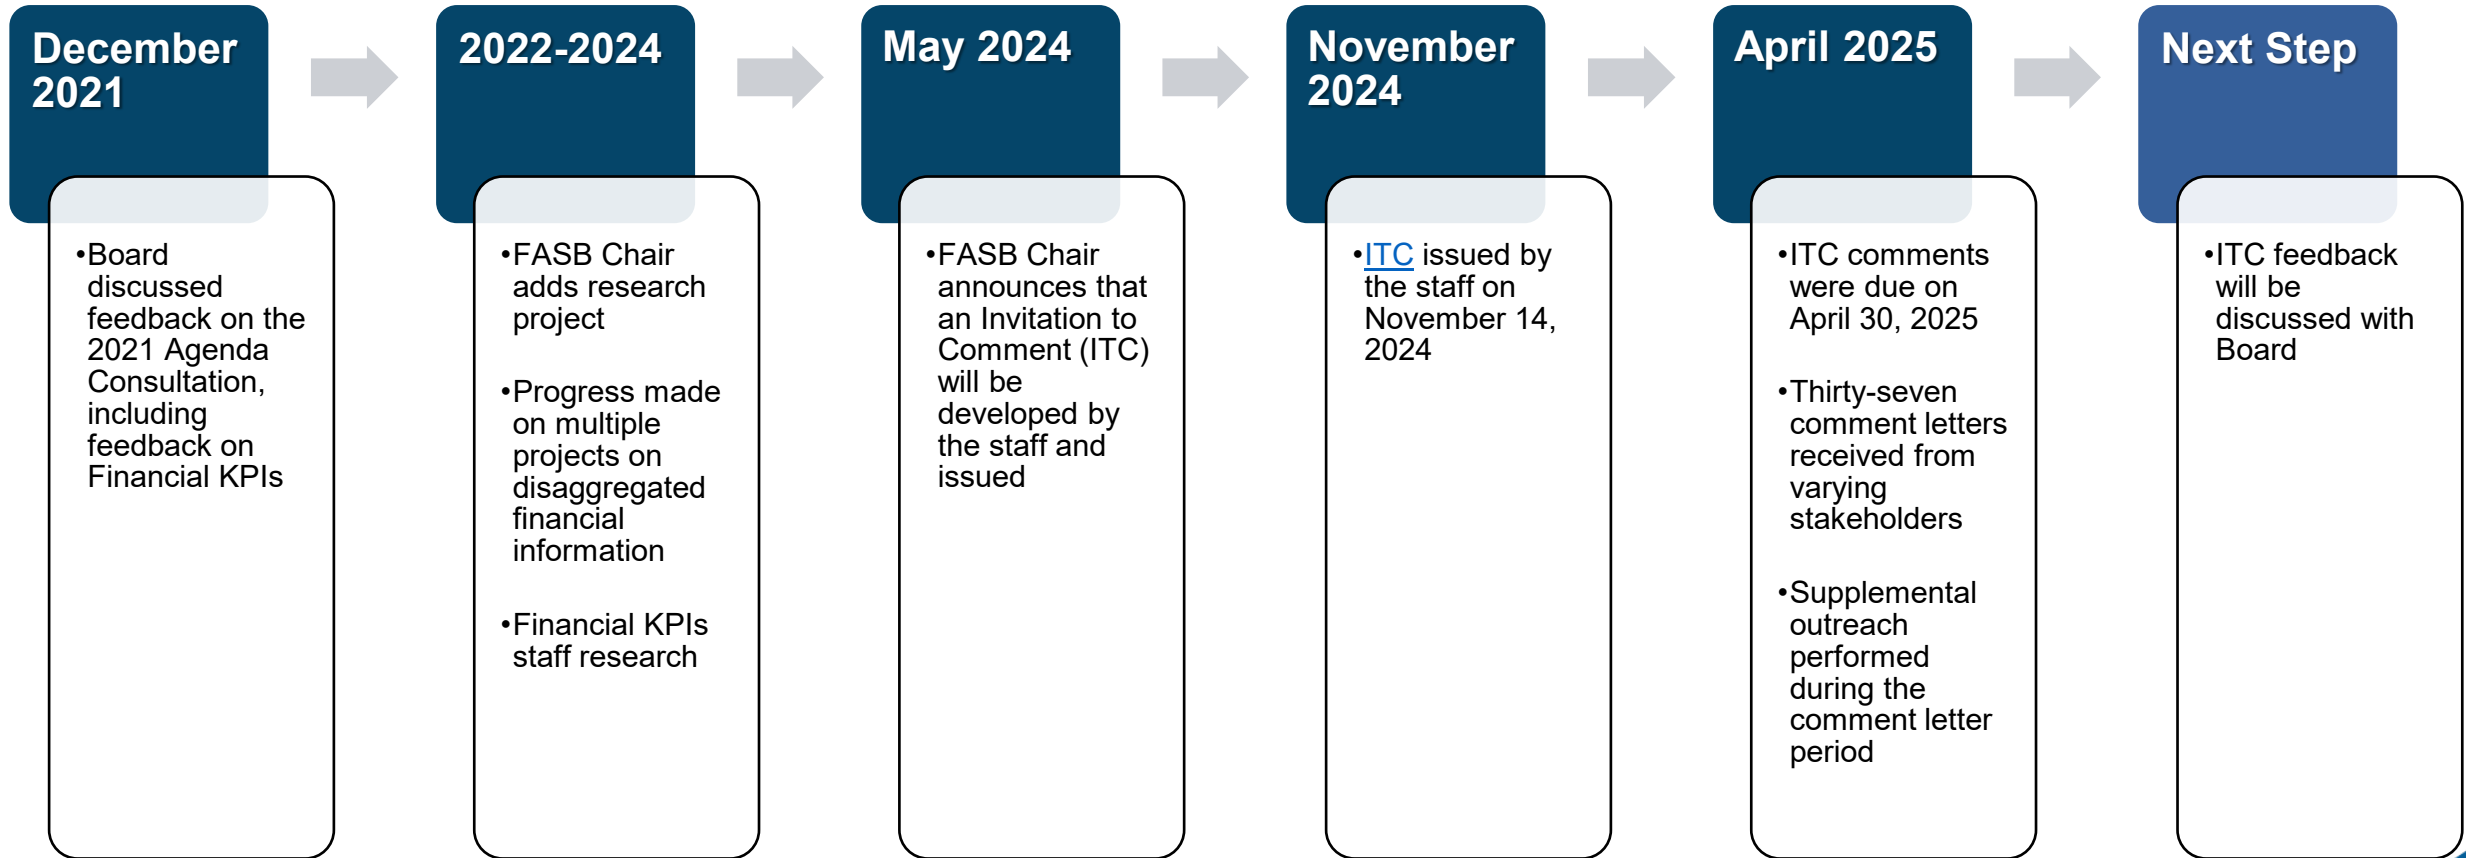 December
2021
•Board
discussed
feedback on the
2021 Agenda
Consultation,
including
feedback on
Financial KPIs
2022-2024
•FASB Chair
adds research
project
•Progress made
on multiple
projects on
disaggregated
financial
information
•Financial KPIs
staff research
May 2024
•FASB Chair
announces that
an Invitation to
Comment (ITC)
will be
developed by
the staff and
issued
November
2024
•ITC issued by
the staff on
November 14,
2024
April 2025
•ITC comments
were due on
April 30, 2025
•Thirty-seven
comment letters
received from
varying
stakeholders
•Supplemental
outreach
performed
during the
comment letter
period
Next Step
•ITC feedback
will be
discussed with
Board